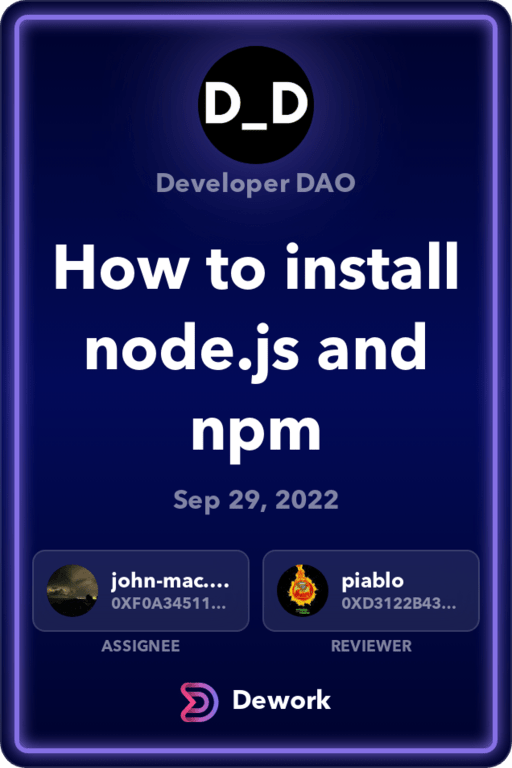 D_D
Developer DAO
How to install
node.js and
npm
Sep 29, 2022
john-mac....
0XF0A34511...
piablo
0XD3122B43...
ASSIGNEE
REVIEWER
Dework